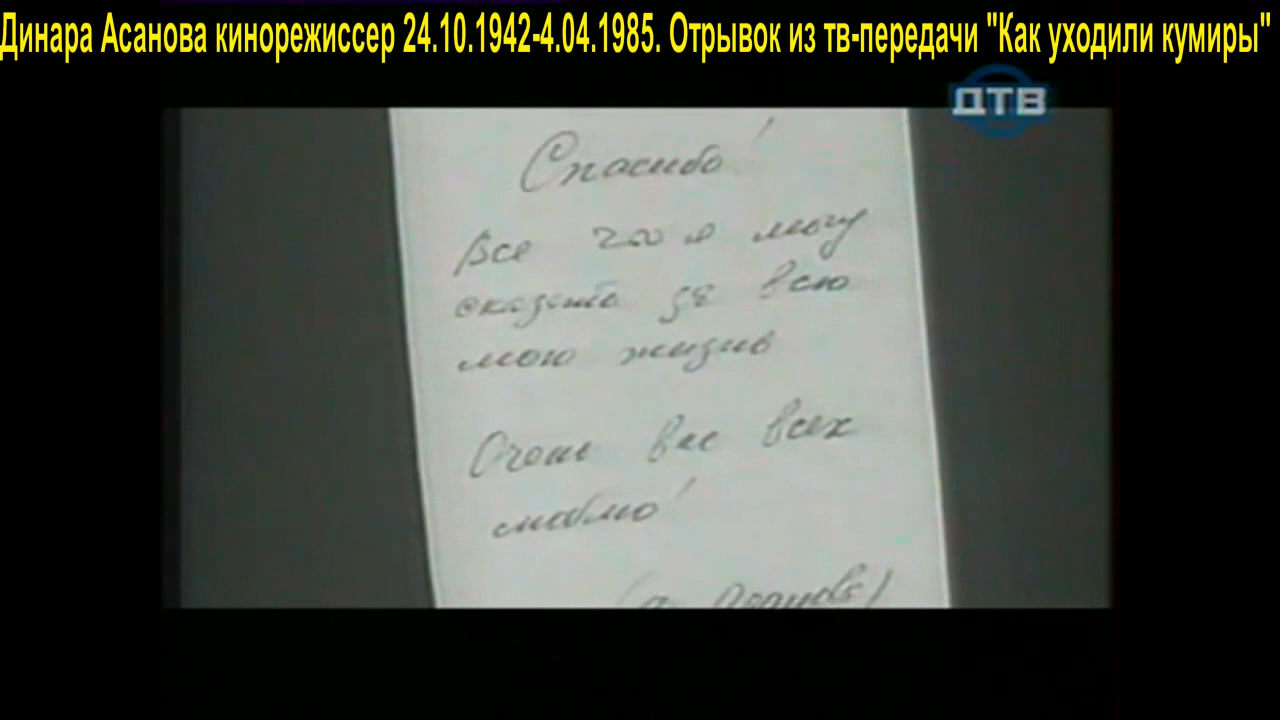 Динара Асанова кинорежиссер 24.10.1942-4.04.1985. Отрывок из тв-передачи "Как уходили кумиры"
ДТВ
Спасибо!
Все что я могу
сказать за всю
мою жизнь
Очень вас всех
люблю!
Асанова)